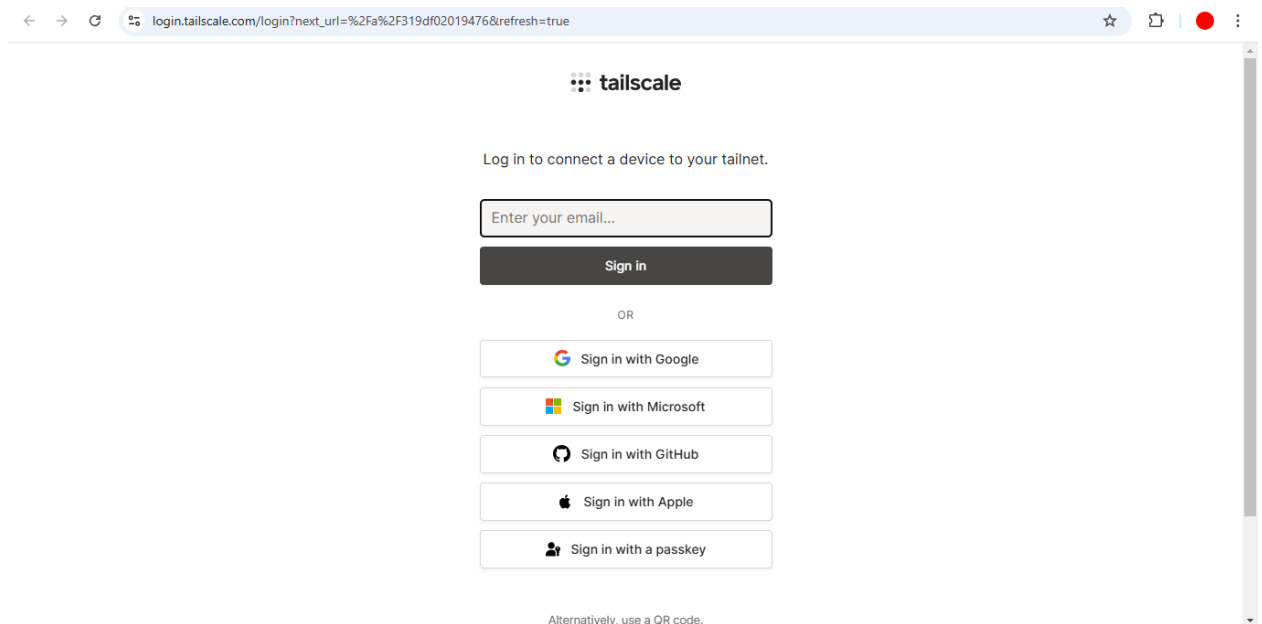 login.tailscale.com/login?next_url=%2Fa%2F319df02019476&refresh=true
tailscale
Log in to connect a device to your tailnet.
Enter your email...
Sign in
OR
Sign in with Google
Sign in with Microsoft
Sign in with GitHub
Sign in with Apple
Sign in with a passkey
Alternatively, use a QR code.